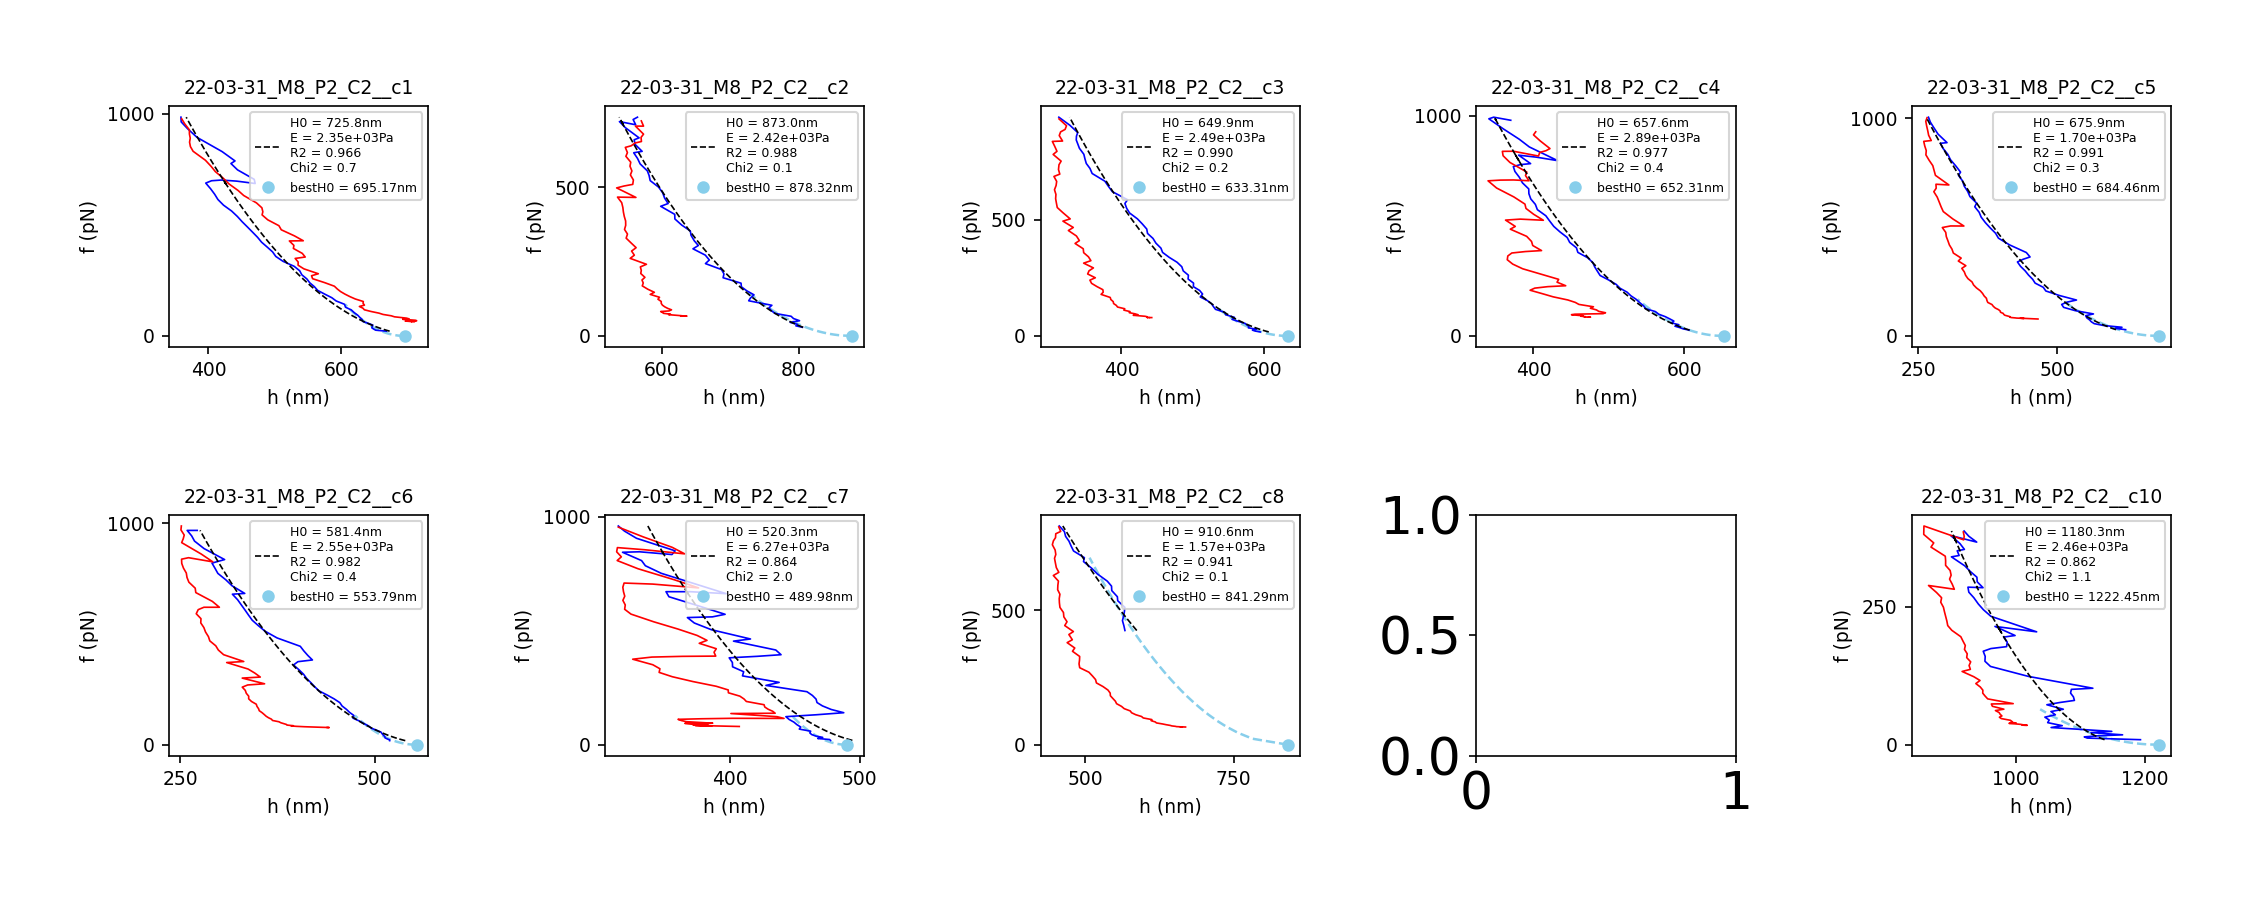 22-03-31_M8_P2_C2__c1
1000
0
f (pN)
H0 = 725.8nm
E = 2.35e+03Pa
R2 = 0.966
Chi2 = 0.7
bestH0 = 695.17nm
400 600
h (nm)
22-03-31_M8_P2_C2__c2
500
0
f (pN)
H0 = 873.0nm
E = 2.42e+03Pa
R2 = 0.988
Chi2 = 0.1
bestH0 = 878.32nm
600 800
h (nm)
22-03-31_M8_P2_C2__c3
500
0
f (pN)
H0 = 649.9nm
E = 2.49e+03Pa
R2 = 0.990
Chi2 = 0.2
bestH0 = 633.31nm
400 600
h (nm)
22-03-31_M8_P2_C2__c4
1000
0
f (pN)
H0 = 657.6nm
E = 2.89e+03Pa
R2 = 0.977
Chi2 = 0.4
bestH0 = 652.31nm
400 600
h (nm)
22-03-31_M8_P2_C2__c5
1000
0
f (pN)
H0 = 675.9nm
E = 1.70e+03Pa
R2 = 0.991
Chi2 = 0.3
bestH0 = 684.46nm
250 500
h (nm)
22-03-31_M8_P2_C2__c6
1000
0
f (pN)
H0 = 581.4nm
E = 2.55e+03Pa
R2 = 0.982
Chi2 = 0.4
bestH0 = 553.79nm
250 500
h (nm)
22-03-31_M8_P2_C2__c7
1000
0
f (pN)
H0 = 520.3nm
E = 6.27e+03Pa
R2 = 0.864
Chi2 = 2.0
bestH0 = 489.98nm
400 500
h (nm)
22-03-31_M8_P2_C2__c8
500
0
f (pN)
H0 = 910.6nm
E = 1.57e+03Pa
R2 = 0.941
Chi2 = 0.1
bestH0 = 841.29nm
500 750
h (nm)
1.0
0.5
0.0
0 1
22-03-31_M8_P2_C2__c10
250
0
f (pN)
H0 = 1180.3nm
E = 2.46e+03Pa
R2 = 0.862
Chi2 = 1.1
bestH0 = 1222.45nm
1000 1200
h (nm)